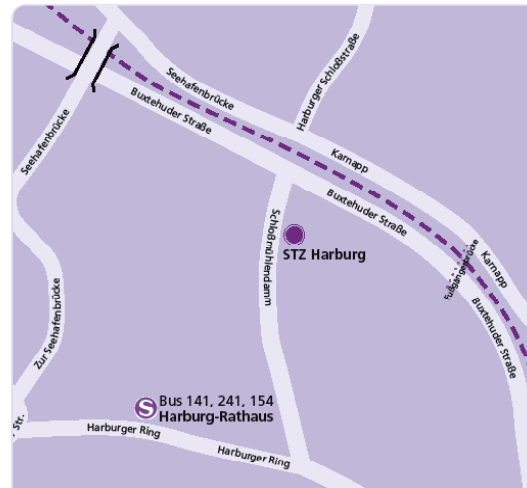 Seehafenbrücke
Harburger Schloßstraße
Buxtehuder Straße
Seehafenbrücke
Karnapp
Buxtehuder Straße
Schloßmühlendamm
STZ Harburg
Fußgängerbrücke
Karnapp
Buxtehuder Straße
Zur Seehafenbrücke
S
Bus 141, 241, 154
Harburg-Rathaus
r Str.
Harburger Ring
Harburger Ring